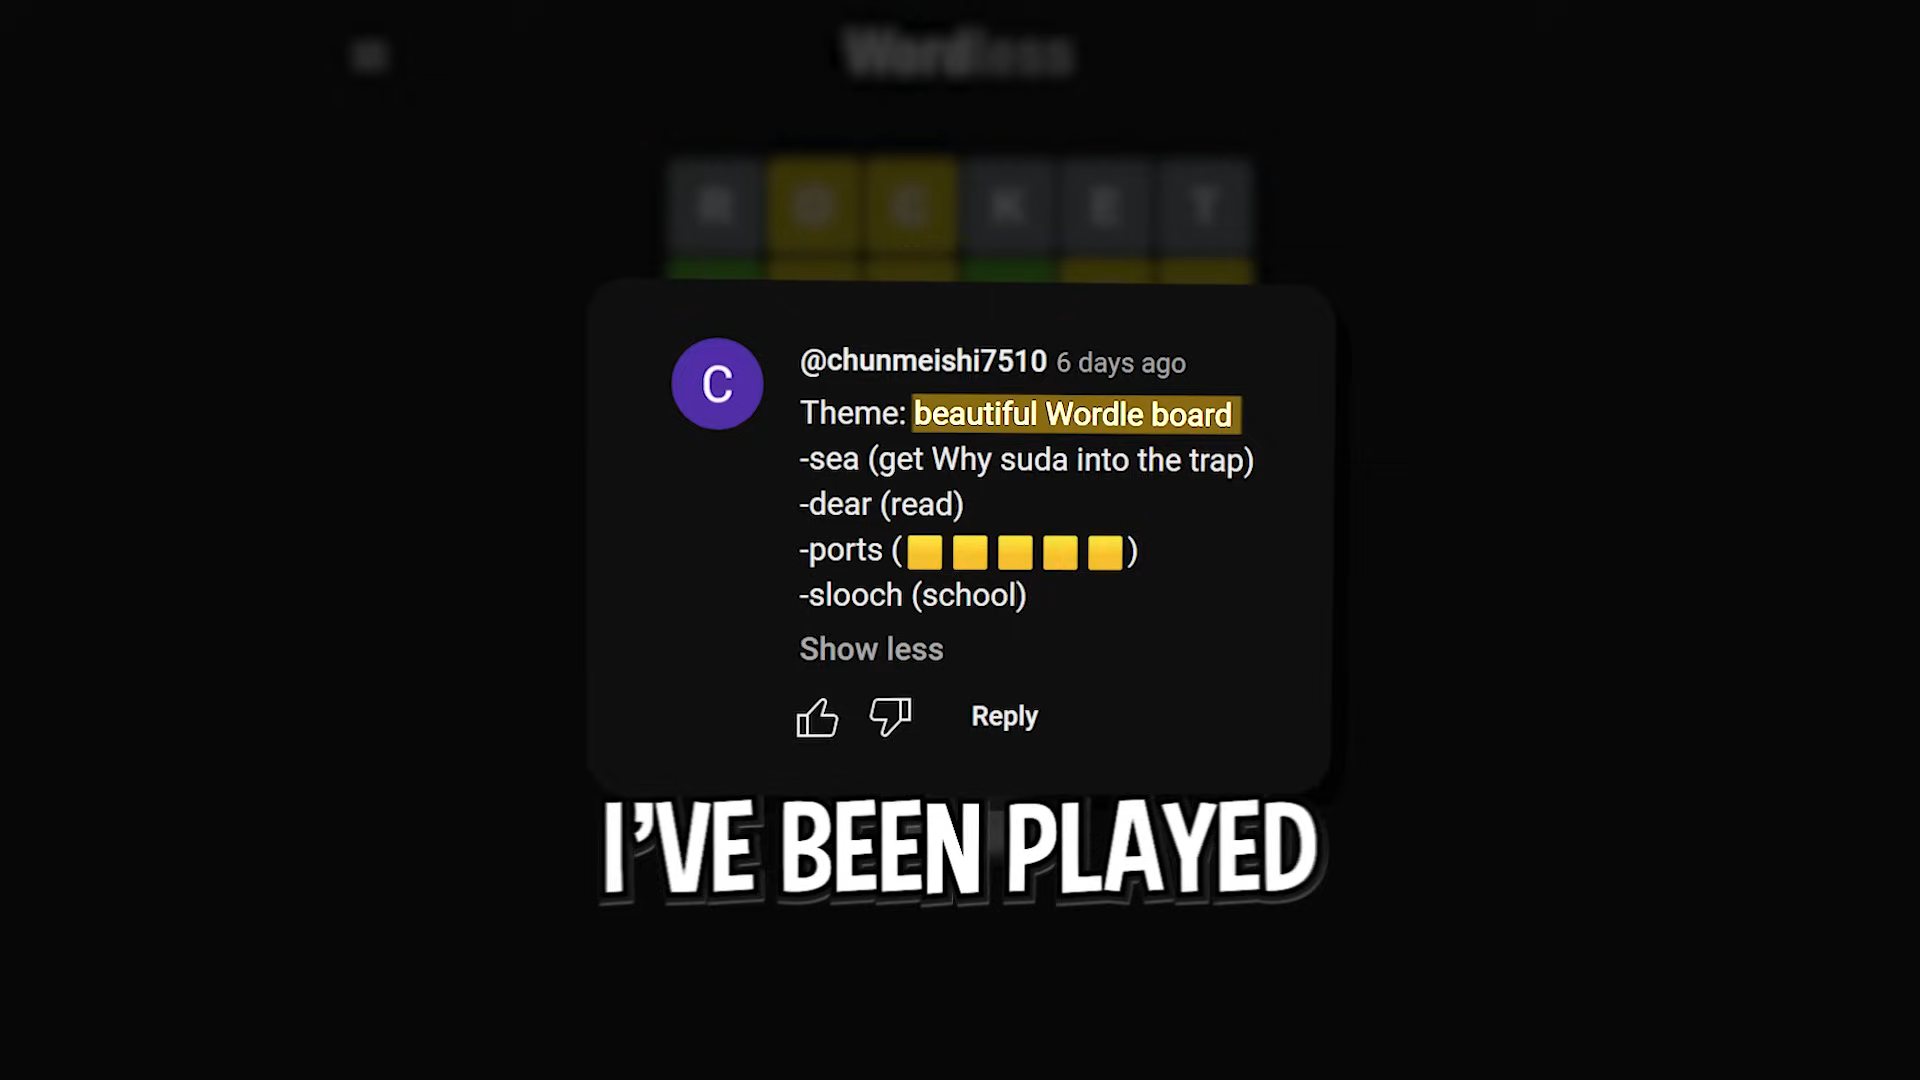 Wordless
R O C K E T
C
@chunmeishi7510 6 days ago
Theme: beautiful Wordle board
-sea (get Why suda into the trap)
-dear (read)
-ports (🟨🟨🟨🟨🟨)
-slooch (school)
Show less
Reply
I'VE BEEN PLAYED